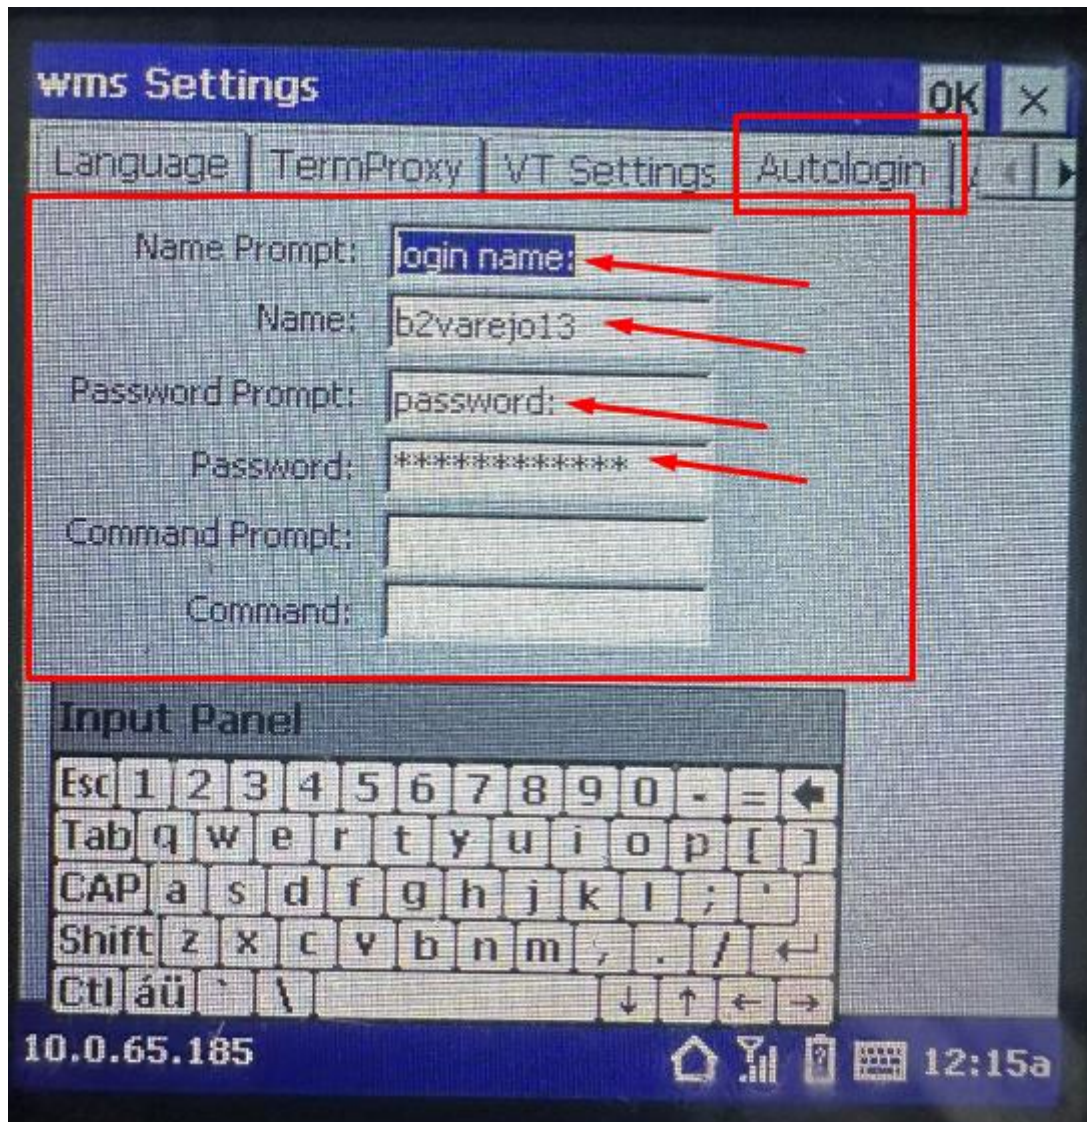 wms Settings OK ×
Language TermProxy VT Settings Autologin
Name Prompt: login name:
Name: b2varejo13
Password Prompt: password:
Password: ************
Command Prompt:
Command:
Input Panel
Esc 1 2 3 4 5 6 7 8 9 0 - =
Tab q w e r t y u i o p [ ]
CAP a s d f g h j k l ; '
Shift z x c v b n m , . /
Ctl áü ` \
10.0.65.185 12:15a